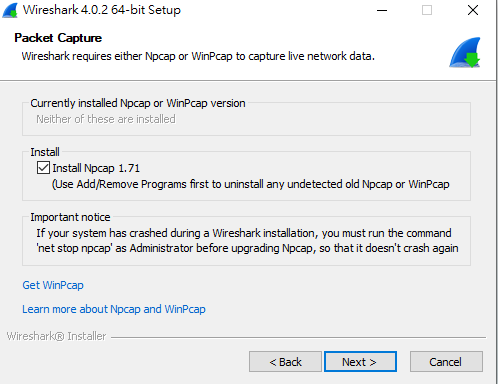 Wireshark 4.0.2 64-bit Setup
Packet Capture
Wireshark requires either Npcap or WinPcap to capture live network data.
Currently installed Npcap or WinPcap version
Neither of these are installed
Install
Install Npcap 1.71
(Use Add/Remove Programs first to uninstall any undetected old Npcap or WinPcap
Important notice
If your system has crashed during a Wireshark installation, you must run the command
'net stop npcap' as Administrator before upgrading Npcap, so that it doesn't crash again
Get WinPcap
Learn more about Npcap and WinPcap
Wireshark® Installer
< Back
Next >
Cancel